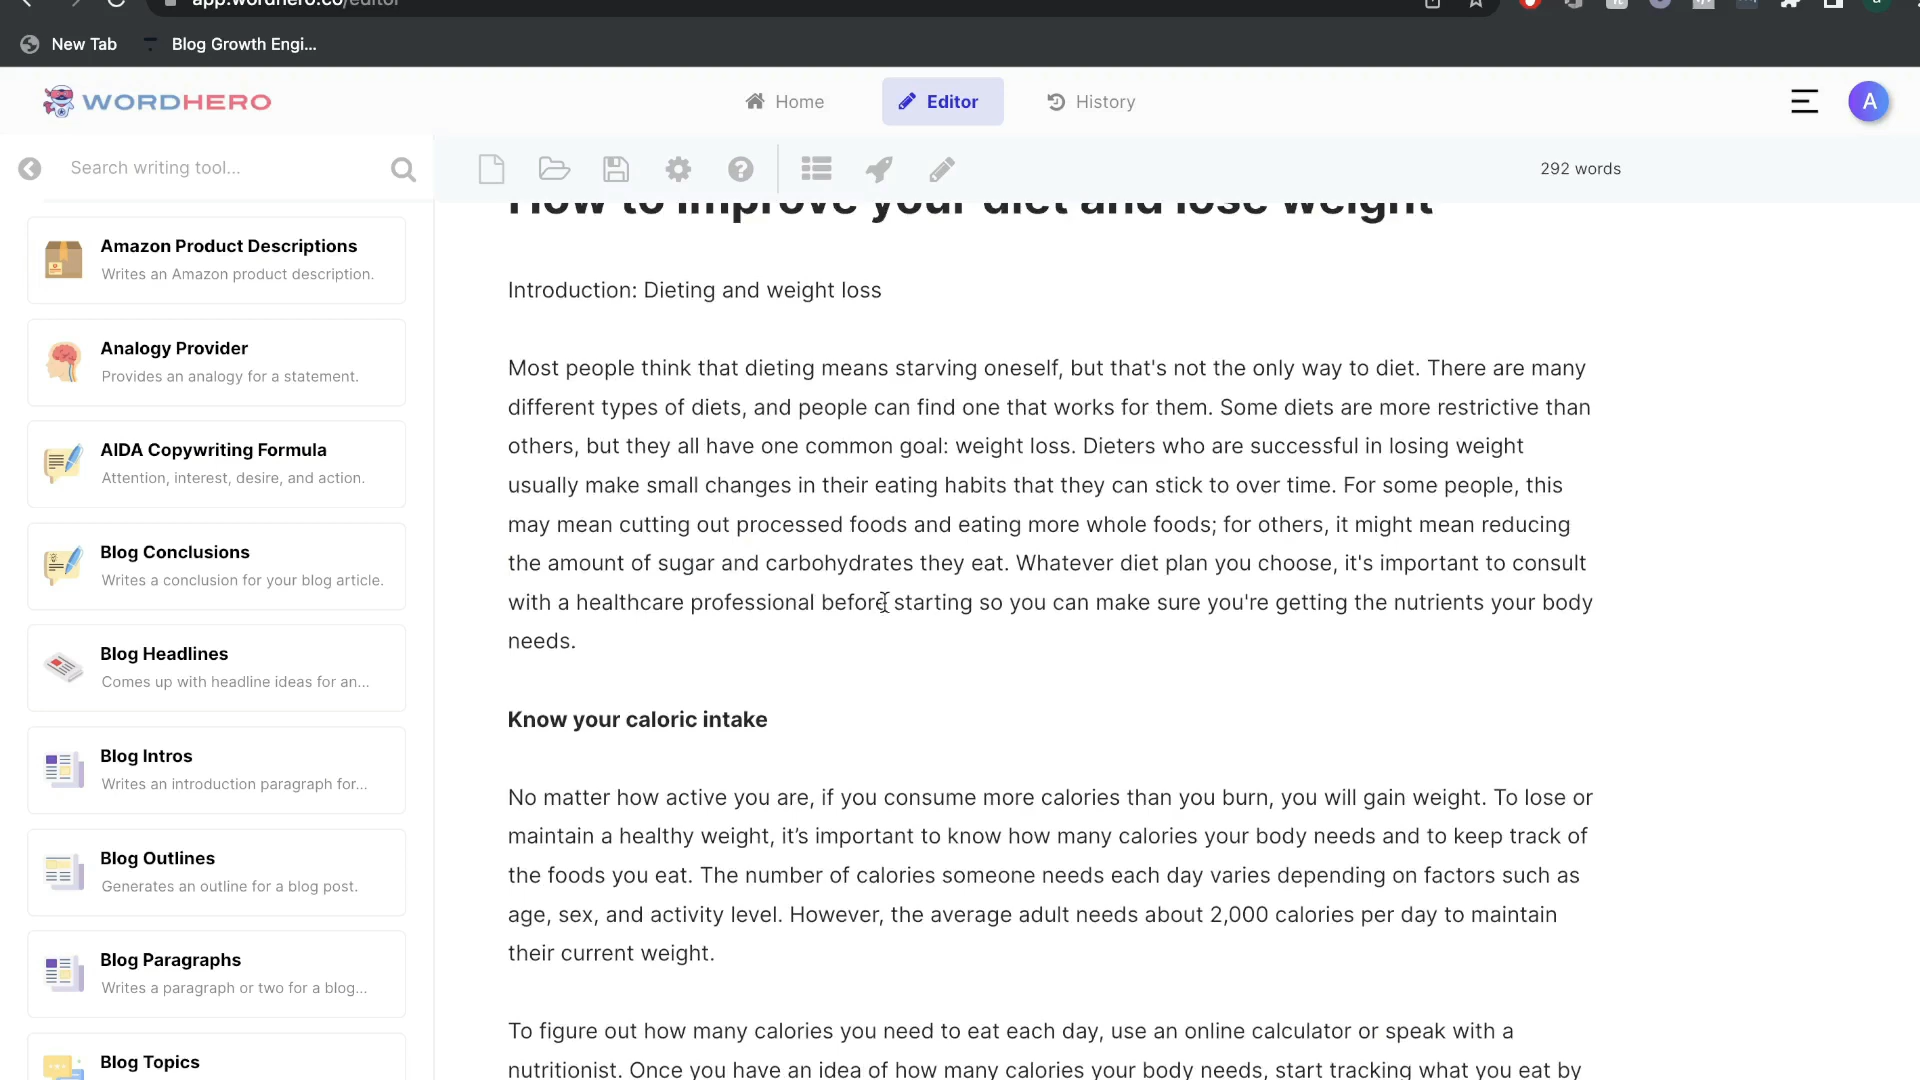 app.wordhero.co/editor
New Tab
Blog Growth Engi...
WORDHERO
Home
Editor
History
A
Search writing tool...
292 words
Amazon Product Descriptions
Writes an Amazon product description.
Analogy Provider
Provides an analogy for a statement.
AIDA Copywriting Formula
Attention, interest, desire, and action.
Blog Conclusions
Writes a conclusion for your blog article.
Blog Headlines
Comes up with headline ideas for an...
Blog Intros
Writes an introduction paragraph for...
Blog Outlines
Generates an outline for a blog post.
Blog Paragraphs
Writes a paragraph or two for a blog...
Blog Topics
How to improve your diet and lose weight
Introduction: Dieting and weight loss
Most people think that dieting means starving oneself, but that's not the only way to diet. There are many
different types of diets, and people can find one that works for them. Some diets are more restrictive than
others, but they all have one common goal: weight loss. Dieters who are successful in losing weight
usually make small changes in their eating habits that they can stick to over time. For some people, this
may mean cutting out processed foods and eating more whole foods; for others, it might mean reducing
the amount of sugar and carbohydrates they eat. Whatever diet plan you choose, it's important to consult
with a healthcare professional before starting so you can make sure you're getting the nutrients your body
needs.
Know your caloric intake
No matter how active you are, if you consume more calories than you burn, you will gain weight. To lose or
maintain a healthy weight, it’s important to know how many calories your body needs and to keep track of
the foods you eat. The number of calories someone needs each day varies depending on factors such as
age, sex, and activity level. However, the average adult needs about 2,000 calories per day to maintain
their current weight.
To figure out how many calories you need to eat each day, use an online calculator or speak with a
nutritionist. Once you have an idea of how many calories your body needs, start tracking what you eat by